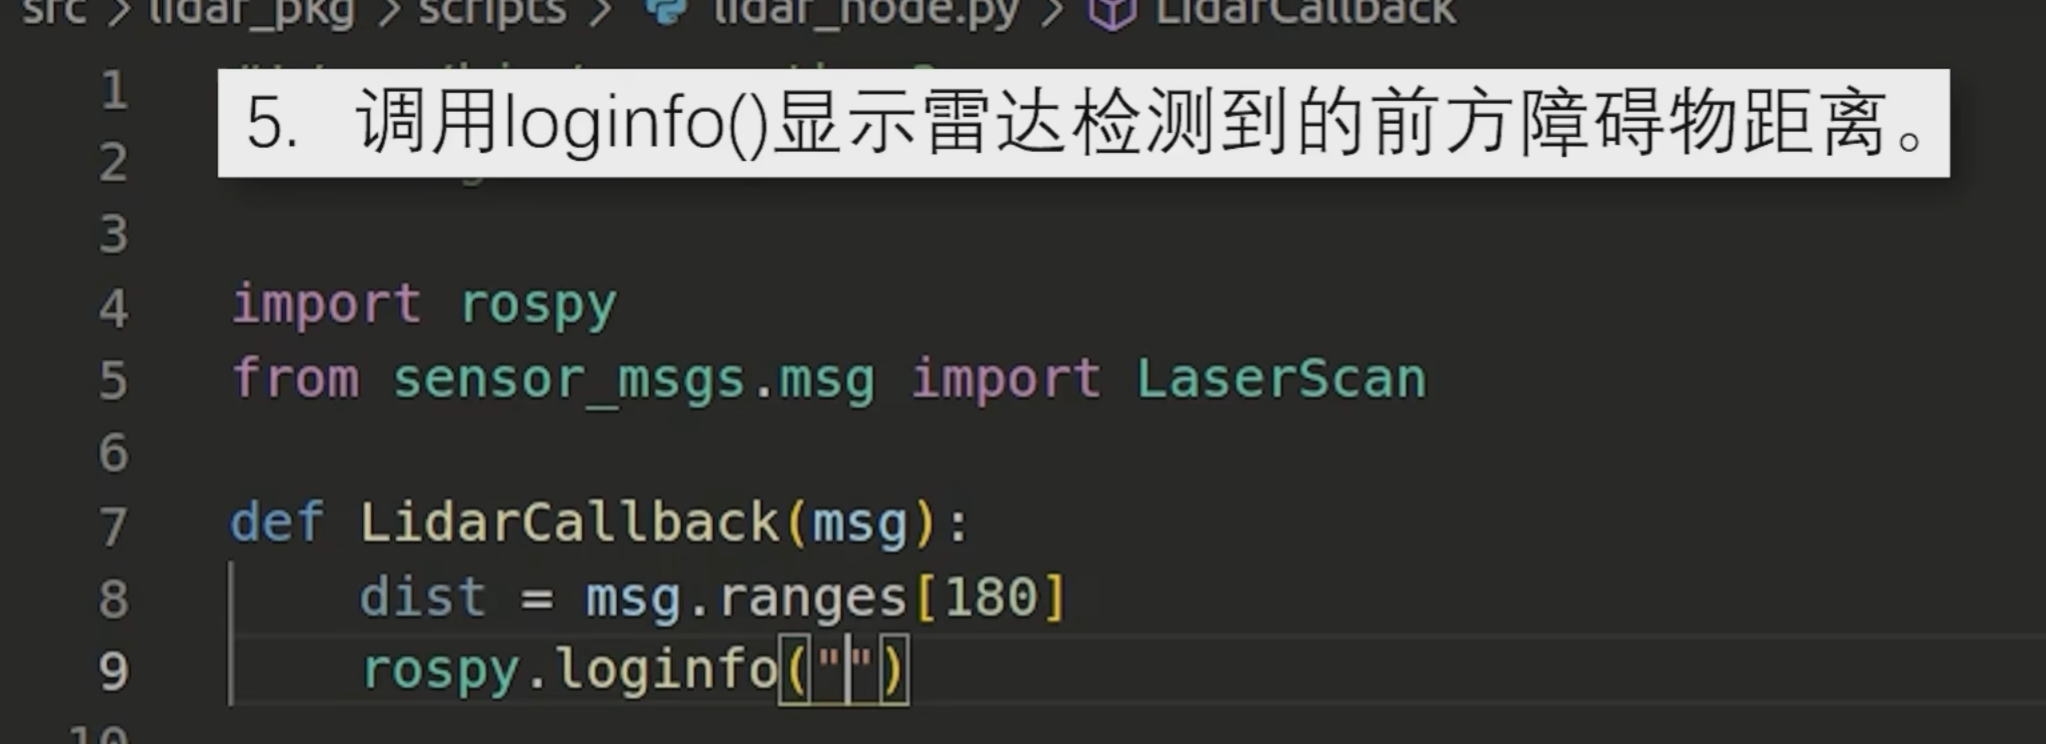 src > lidar_pkg > scripts > lidar_node.py > LidarCallback
1
5. 调用loginfo()显示雷达检测到的前方障碍物距离。
2
3
4 import rospy
5 from sensor_msgs.msg import LaserScan
6
7 def LidarCallback(msg):
8 dist = msg.ranges[180]
9 rospy.loginfo("")
10